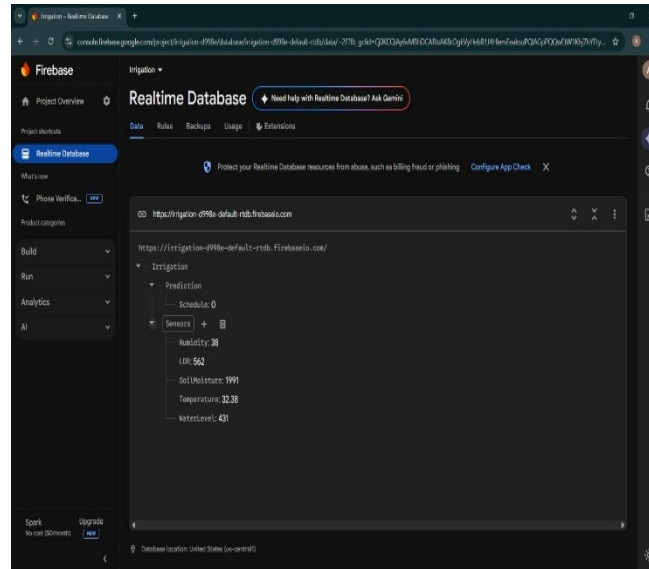 Irrigation – Realtime Database
Firebase
Project Overview
Project shortcuts
Realtime Database
What's new
Phone Verifica...
NEW
Product categories
Build
Run
Analytics
AI
Spark
No cost ($0/month)
Upgrade
NEW
Irrigation
Realtime Database
Need help with Realtime Database? Ask Gemini
Data Rules Backups Usage Extensions
Protect your Realtime Database resources from abuse, such as billing fraud or phishing Configure App Check
https://irrigation-d998e-default-rtdb.firebaseio.com
https://irrigation-d998e-default-rtdb.firebaseio.com/
Irrigation
Prediction
Schedule: 0
Sensors
Humidity: 38
LDR: 562
SoilMoisture: 1991
Temperature: 32.38
WaterLevel: 431
Database location: United States (us-central1)